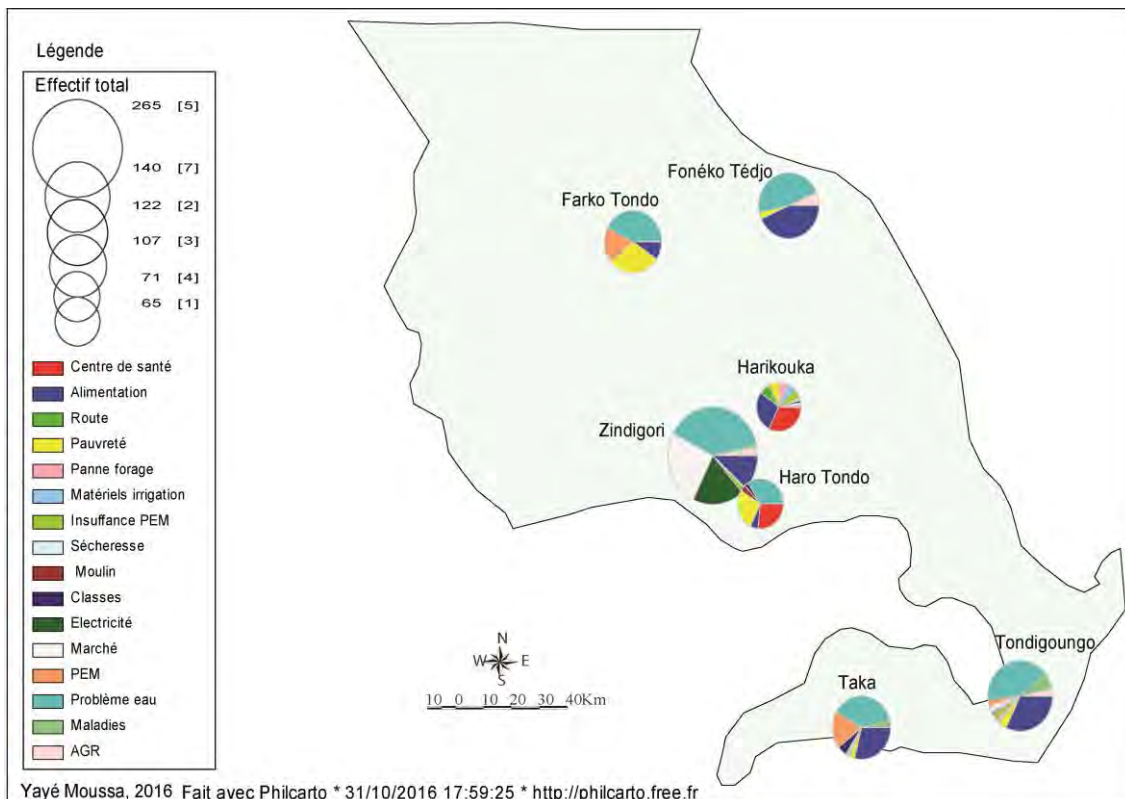 Légende
Effectif total
265 [5]
140 [7]
122 [2]
107 [3]
71 [4]
65 [1]
Centre de santé
Alimentation
Route
Pauvreté
Panne forage
Matériels irrigation
Insuffance PEM
Sécheresse
Moulin
Classes
Electricité
Marché
PEM
Problème eau
Maladies
AGR
Fonéko Tédjo
Farko Tondo
Harikouka
Zindigori
Haro Tondo
Tondigoungo
Taka
N
W E
S
10 0 10 20 30 40Km
Yayé Moussa, 2016 Fait avec Philcarto * 31/10/2016 17:59:25 * http://philcarto.free.fr